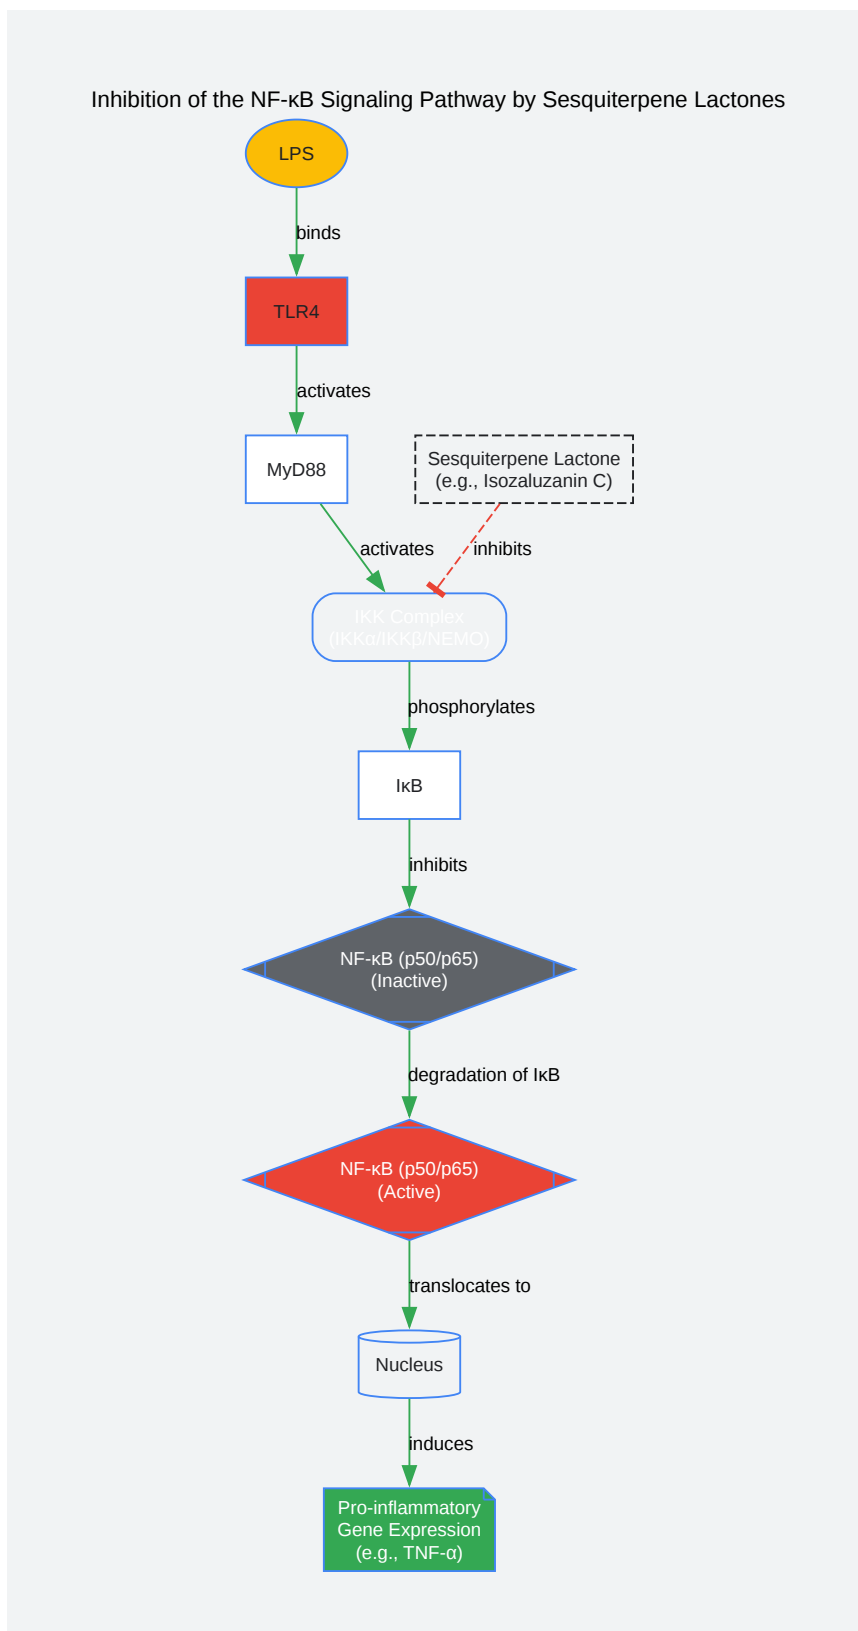 Inhibition of the NF-κB Signaling Pathway by Sesquiterpene Lactones
LPS
binds
TLR4
activates
MyD88
Sesquiterpene Lactone
(e.g., Isozaluzanin C)
activates
inhibits
IKK Complex
(IKKα/IKKβ/NEMO)
phosphorylates
IκB
inhibits
NF-κB (p50/p65)
(Inactive)
degradation of IκB
NF-κB (p50/p65)
(Active)
translocates to
Nucleus
induces
Pro-inflammatory
Gene Expression
(e.g., TNF-α)